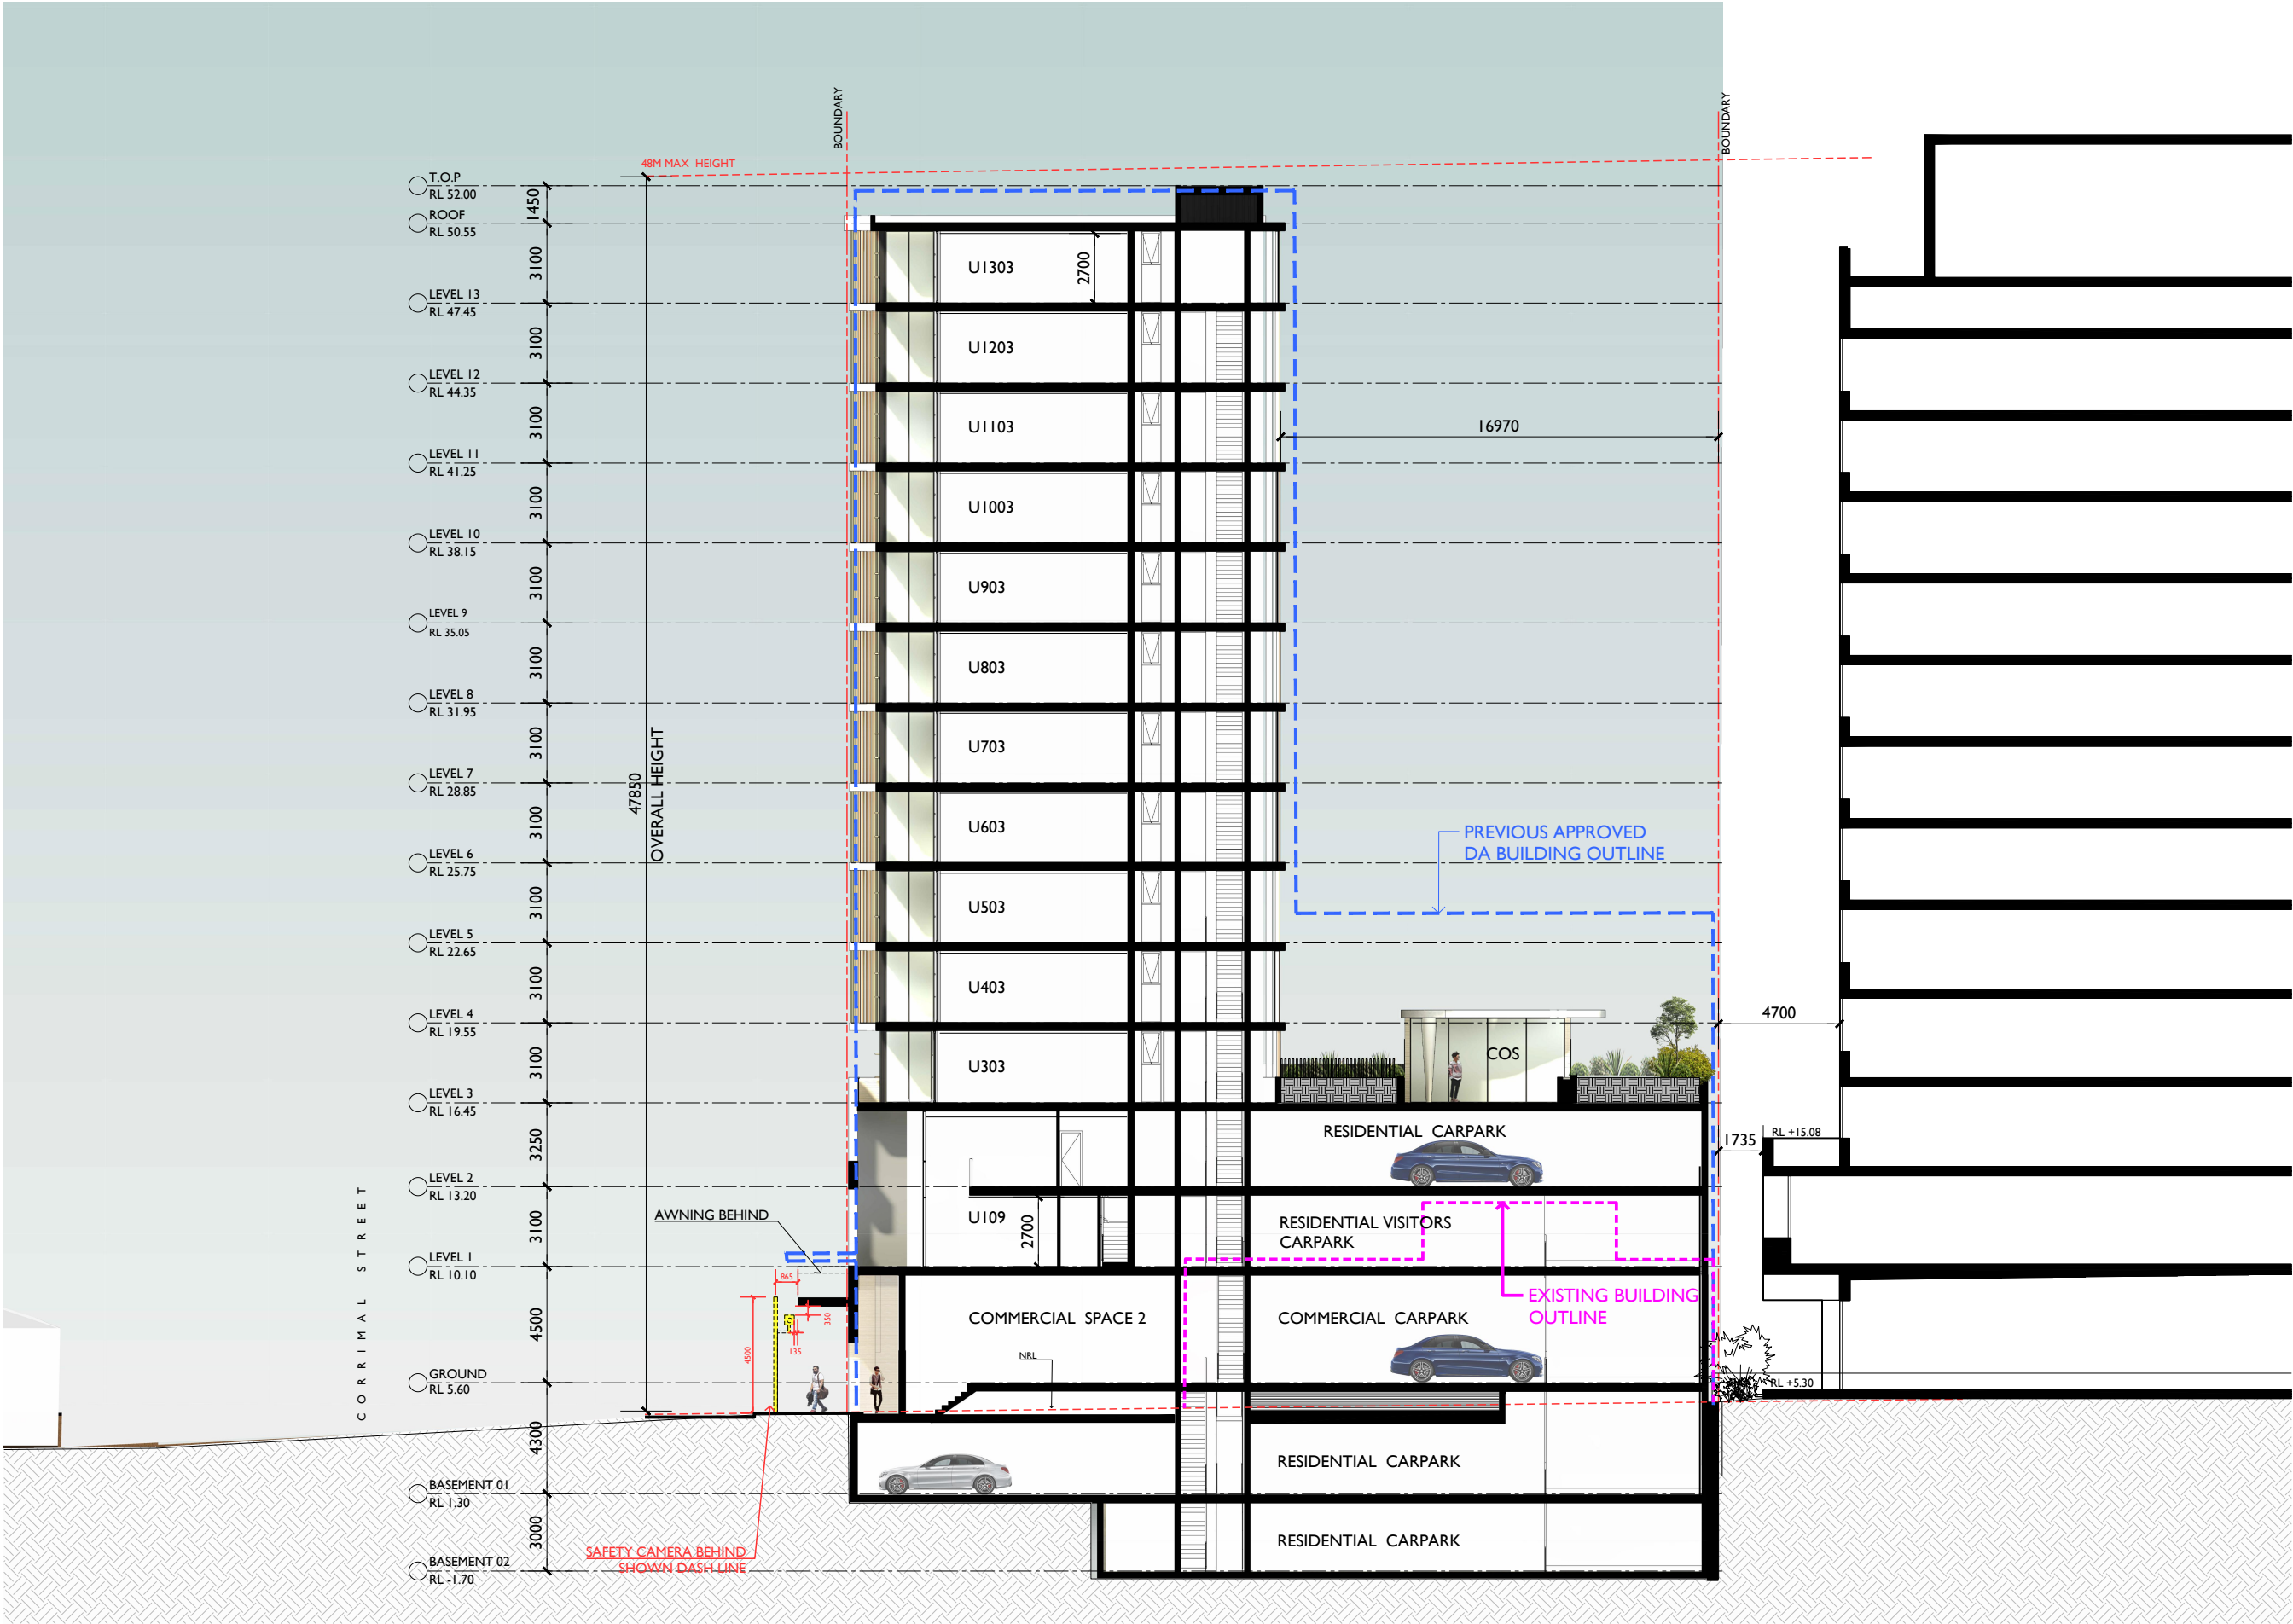 BOUNDARY
BOUNDARY
48M MAX HEIGHT
T.O.P
RL 52.00
1450
ROOF
RL 50.55
3100
U1303
2700
LEVEL 13
RL 47.45
3100
U1203
LEVEL 12
RL 44.35
3100
U1103
16970
LEVEL 11
RL 41.25
3100
U1003
LEVEL 10
RL 38.15
3100
U903
LEVEL 9
RL 35.05
3100
U803
LEVEL 8
RL 31.95
3100
U703
LEVEL 7
RL 28.85
47850
OVERALL HEIGHT
3100
U603
PREVIOUS APPROVED
DA BUILDING OUTLINE
LEVEL 6
RL 25.75
3100
U503
LEVEL 5
RL 22.65
3100
U403
LEVEL 4
RL 19.55
4700
3100
U303
COS
LEVEL 3
RL 16.45
3250
RESIDENTIAL CARPARK
1735
RL +15.08
LEVEL 2
RL 13.20
CORRIMAL STREET
3100
AWNING BEHIND
U109
2700
RESIDENTIAL VISITORS
CARPARK
LEVEL 1
RL 10.10
865
4500
350
135
4500
COMMERCIAL SPACE 2
COMMERCIAL CARPARK
EXISTING BUILDING
OUTLINE
NRL
GROUND
RL 5.60
RL +5.30
4300
RESIDENTIAL CARPARK
BASEMENT 01
RL 1.30
3000
RESIDENTIAL CARPARK
SAFETY CAMERA BEHIND
SHOWN DASH LINE
BASEMENT 02
RL -1.70